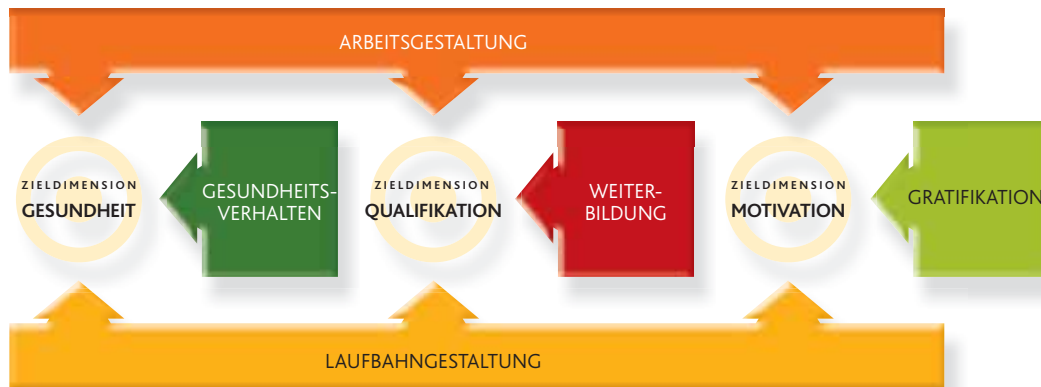 ARBEITSGESTALTUNG
ZIELDIMENSION
GESUNDHEIT
GESUNDHEITS-
VERHALTEN
ZIELDIMENSION
QUALIFIKATION
WEITER-
BILDUNG
ZIELDIMENSION
MOTIVATION
GRATIFIKATION
LAUFBAHNGESTALTUNG